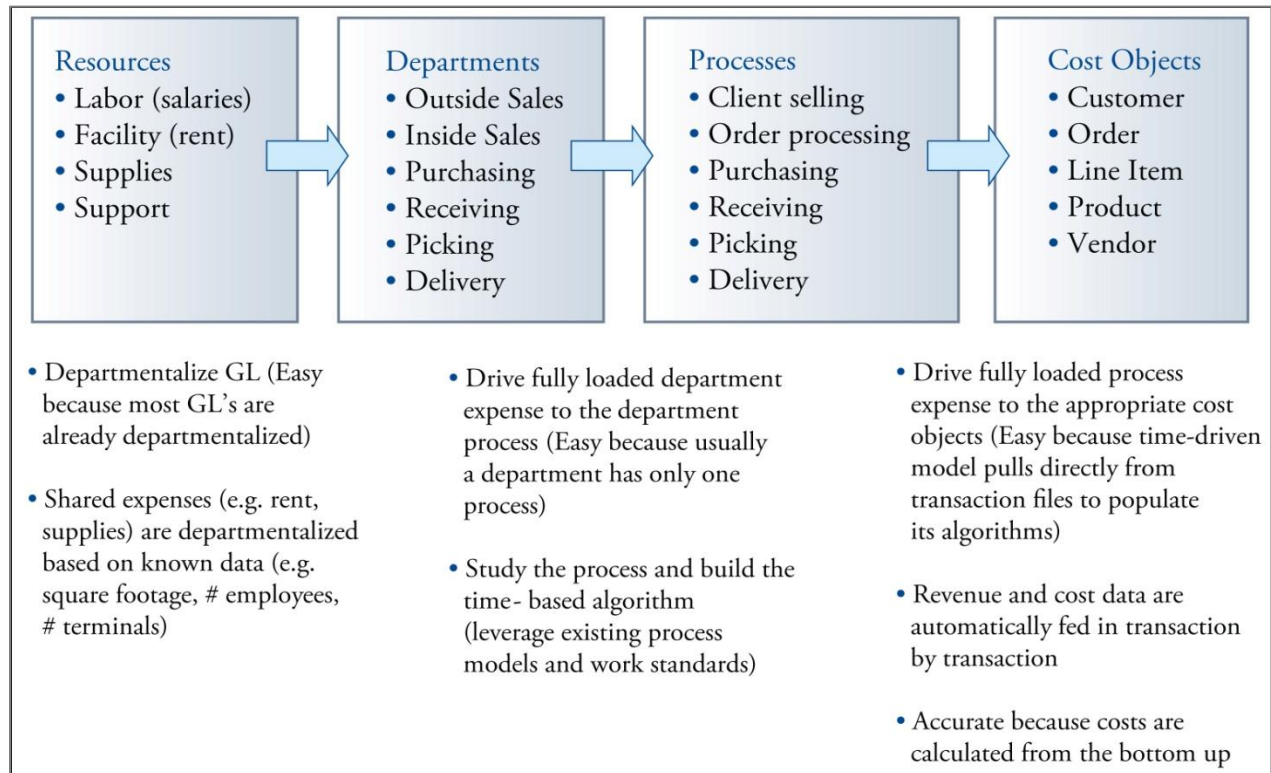 Resources
• Labor (salaries)
• Facility (rent)
• Supplies
• Support
Departments
• Outside Sales
• Inside Sales
• Purchasing
• Receiving
• Picking
• Delivery
Processes
• Client selling
• Order processing
• Purchasing
• Receiving
• Picking
• Delivery
Cost Objects
• Customer
• Order
• Line Item
• Product
• Vendor
• Departmentalize GL (Easy
because most GL's are
already departmentalized)
• Shared expenses (e.g. rent,
supplies) are departmentalized
based on known data (e.g.
square footage, # employees,
# terminals)
• Drive fully loaded department
expense to the department
process (Easy because usually
a department has only one
process)
• Study the process and build the
time- based algorithm
(leverage existing process
models and work standards)
• Drive fully loaded process
expense to the appropriate cost
objects (Easy because time-driven
model pulls directly from
transaction files to populate
its algorithms)
• Revenue and cost data are
automatically fed in transaction
by transaction
• Accurate because costs are
calculated from the bottom up